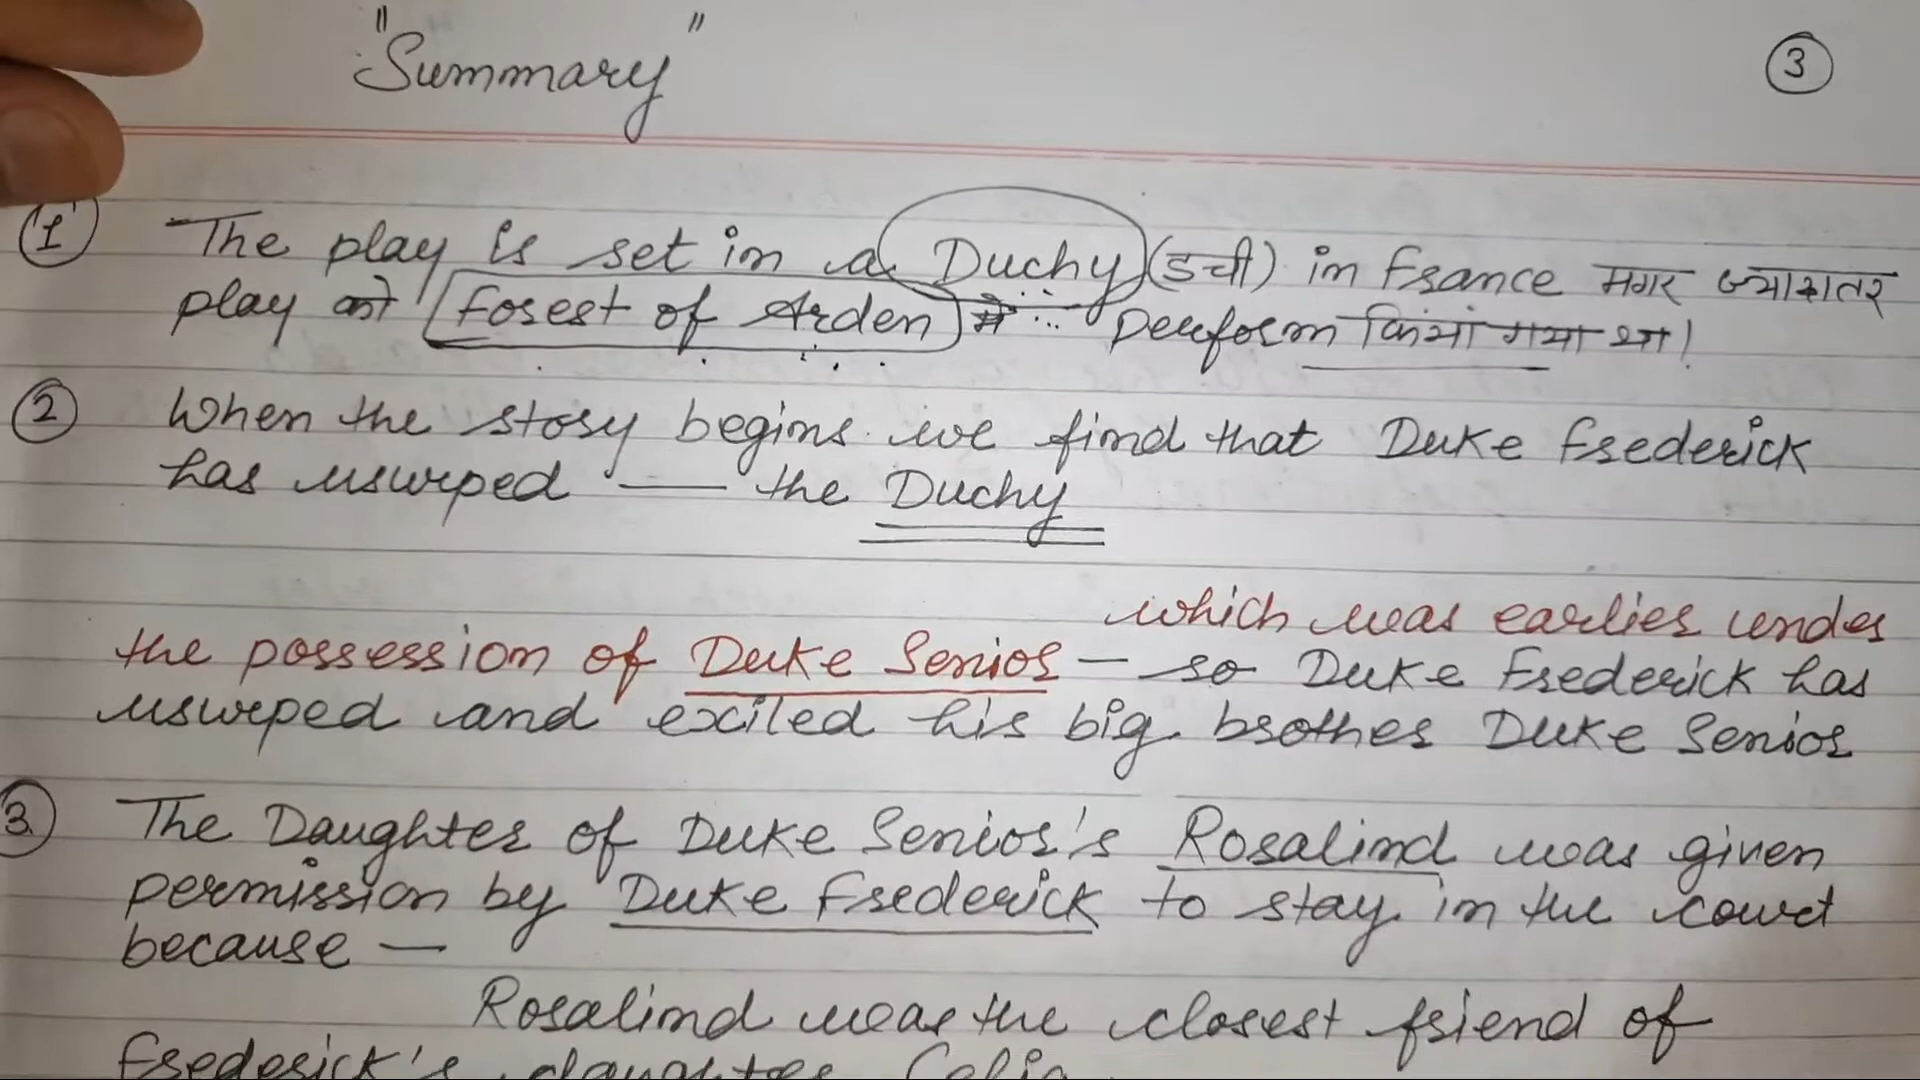 "Summary"
3
1 The play is set in a Duchy (डची) in France मगर ज्यादातर
play को Forest of Arden में perform किया गया था।
2 When the story begins we find that Duke Frederick
has usurped — the Duchy
which was earlier under
the possession of Duke Senior — so Duke Frederick has
usurped and exiled his big brother Duke Senior
3. The Daughter of Duke Senior's Rosalind was given
permission by Duke Frederick to stay in the court
because —
Rosalind was the closest friend of
Frederick's daughter Celia